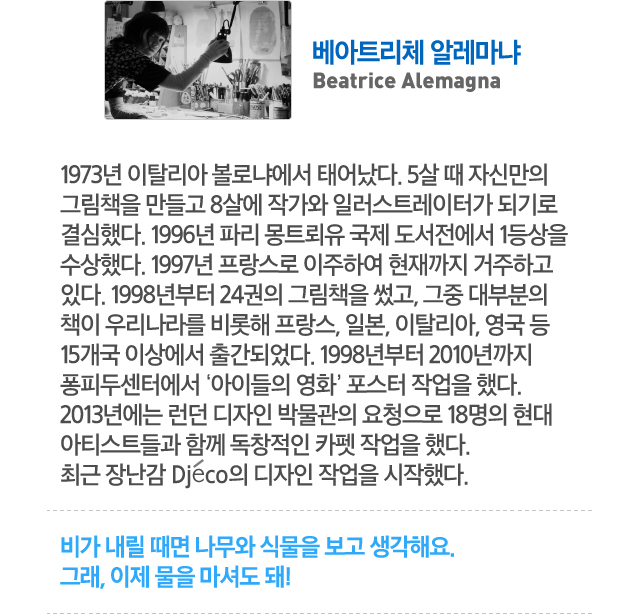 베아트리체 알레마냐
Beatrice Alemagna
1973년 이탈리아 볼로냐에서 태어났다. 5살 때 자신만의
그림책을 만들고 8살에 작가와 일러스트레이터가 되기로
결심했다. 1996년 파리 몽트뢰유 국제 도서전에서 1등상을
수상했다. 1997년 프랑스로 이주하여 현재까지 거주하고
있다. 1998년부터 24권의 그림책을 썼고, 그중 대부분의
책이 우리나라를 비롯해 프랑스, 일본, 이탈리아, 영국 등
15개국 이상에서 출간되었다. 1998년부터 2010년까지
퐁피두센터에서 ‘아이들의 영화’ 포스터 작업을 했다.
2013년에는 런던 디자인 박물관의 요청으로 18명의 현대
아티스트들과 함께 독창적인 카펫 작업을 했다.
최근 장난감 Djéco의 디자인 작업을 시작했다.
비가 내릴 때면 나무와 식물을 보고 생각해요.
그래, 이제 물을 마셔도 돼!